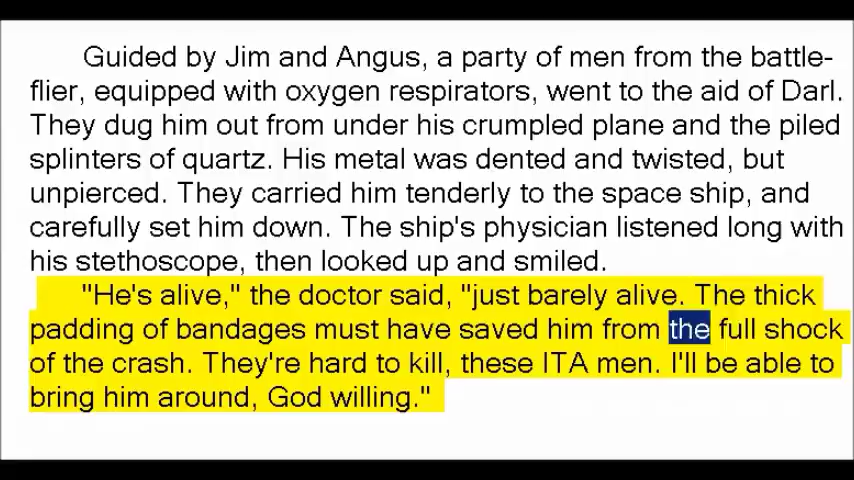 Guided by Jim and Angus, a party of men from the battle-
flier, equipped with oxygen respirators, went to the aid of Darl.
They dug him out from under his crumpled plane and the piled
splinters of quartz. His metal was dented and twisted, but
unpierced. They carried him tenderly to the space ship, and
carefully set him down. The ship's physician listened long with
his stethoscope, then looked up and smiled.
"He's alive," the doctor said, "just barely alive. The thick
padding of bandages must have saved him from the full shock
of the crash. They're hard to kill, these ITA men. I'll be able to
bring him around, God willing."